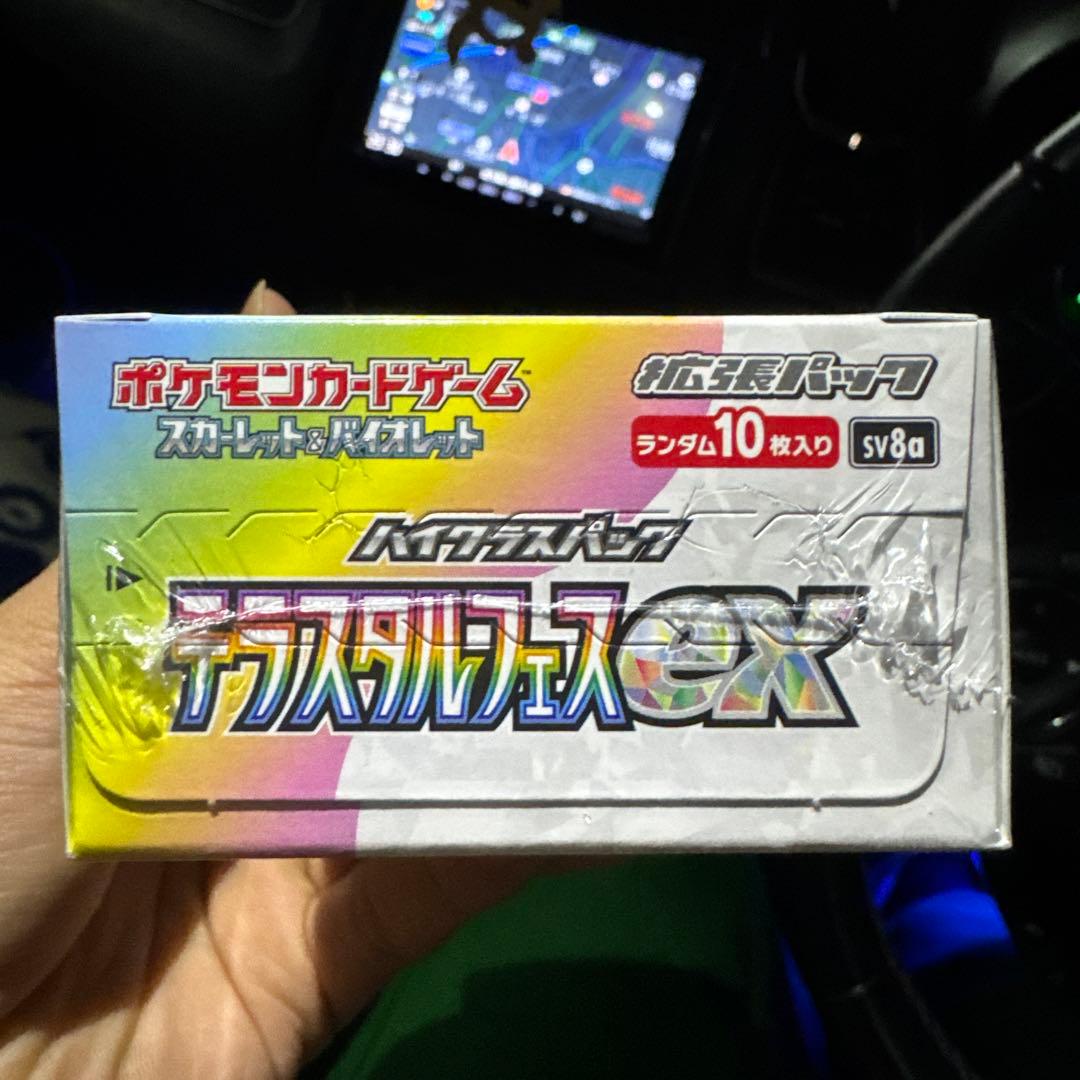 ポケモンカードゲーム™
スカーレット&バイオレット
拡張パック
ランダム10枚入り
sv8a
ハイクラスパック
テラスタルフェスex